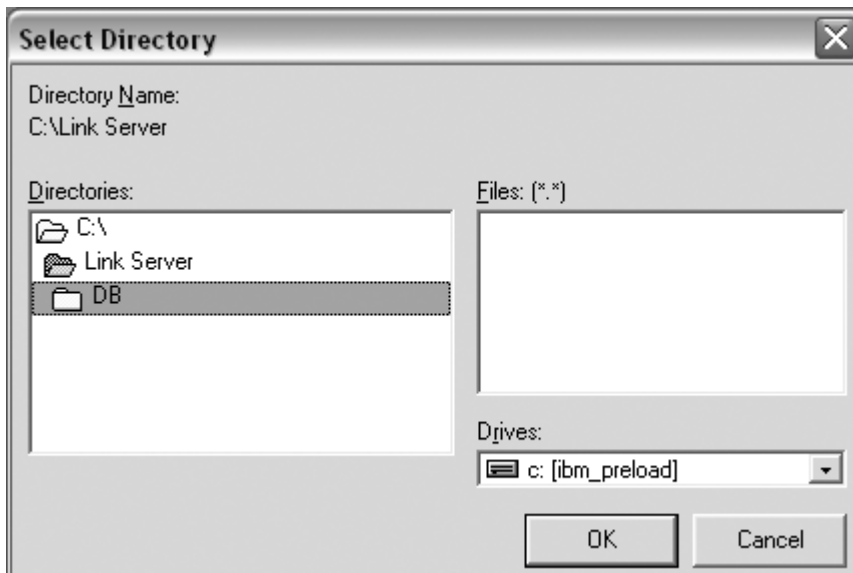 Select Directory
Directory Name:
C:\Link Server
Directories:
C:\
Link Server
DB
Files: (*.*)
Drives:
c: [ibm_preload]
OK
Cancel